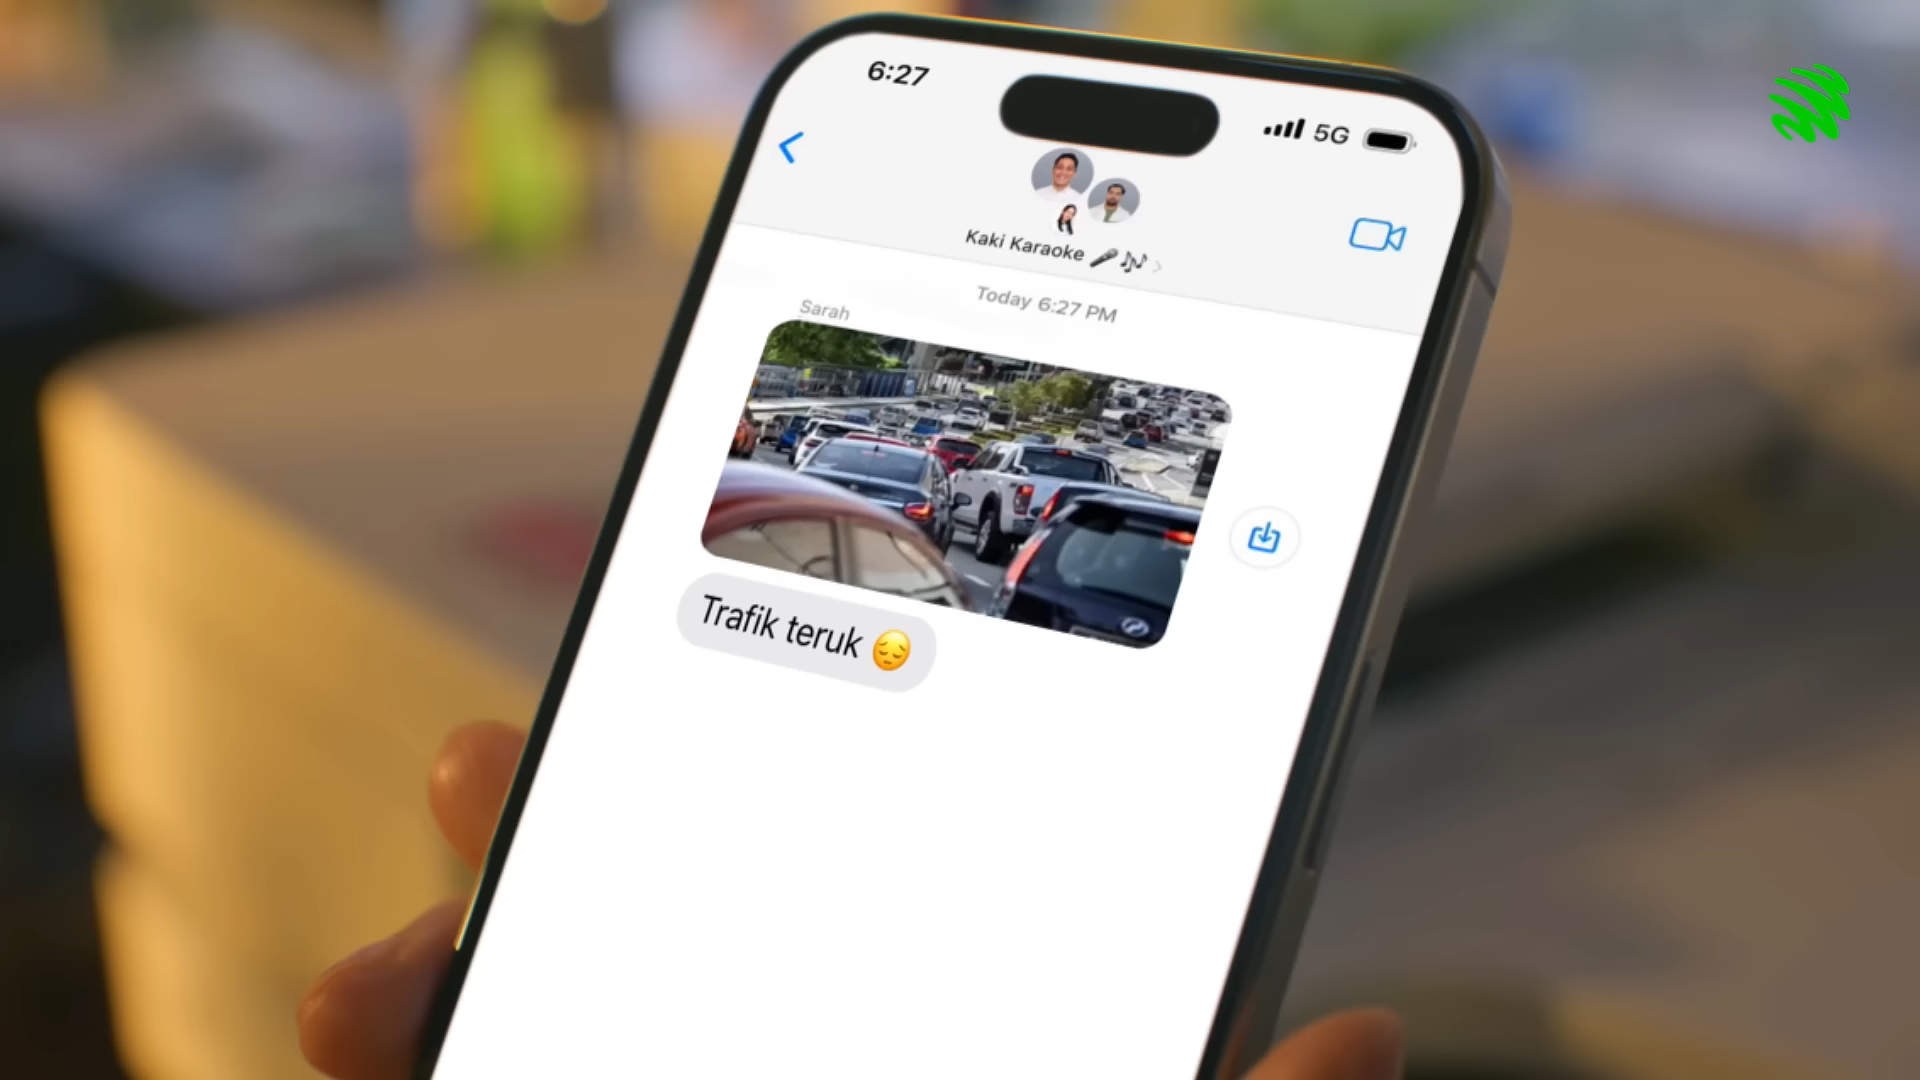 6:27
5G
Kaki Karaoke 🎤🎶
Today 6:27 PM
Sarah
Trafik teruk 😔